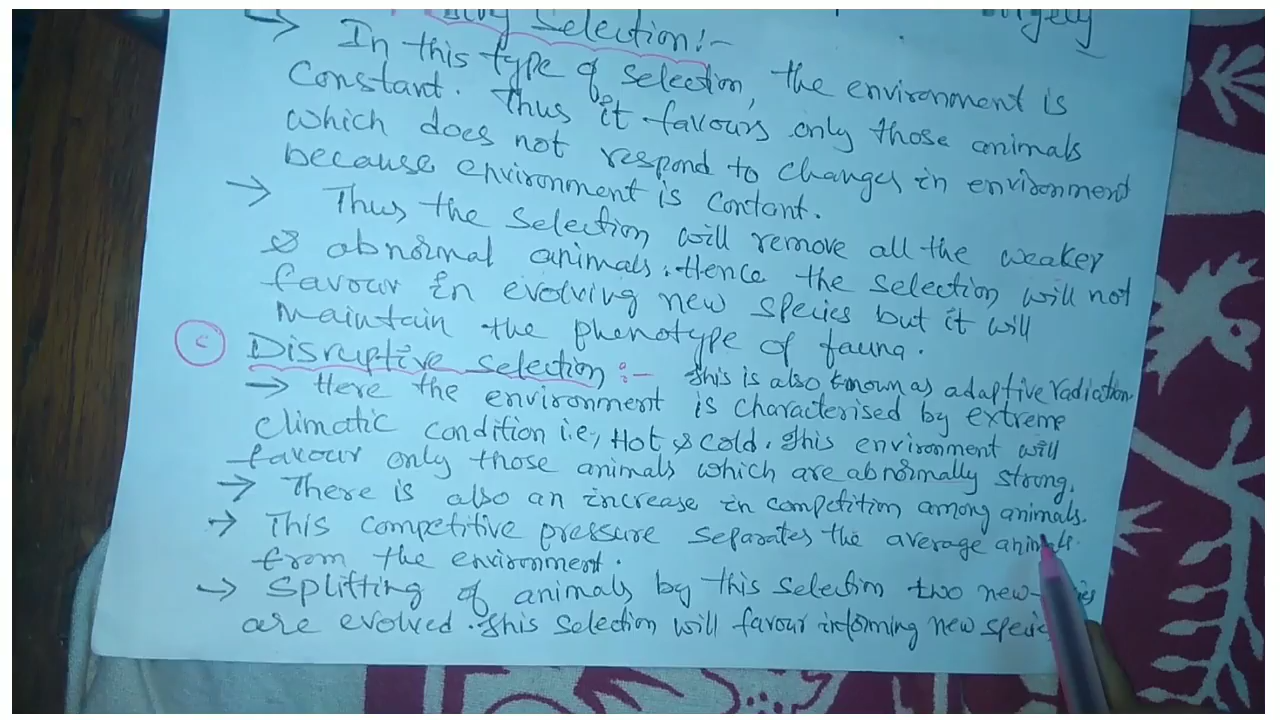 Selection:-
→ In this type of selection, the environment is
Constant. Thus it favours only those animals
which does not respond to changes in environment
because environment is contant.
→ Thus the selection will remove all the weaker
& abnormal animals. Hence the selection will not
favour in evolving new species but it will
maintain the phenotype of fauna.
c Disruptive selection :- This is also known as adaptive radiation
→ Here the environment is characterised by extreme
climatic condition i.e., Hot & cold. This environment will
favour only those animals which are abnormally strong.
→ There is also an increase in competition among animals.
→ This competitive pressure separates the average animals
from the environment.
→ Splitting of animals by this selection two new
are evolved. This selection will favour in forming new